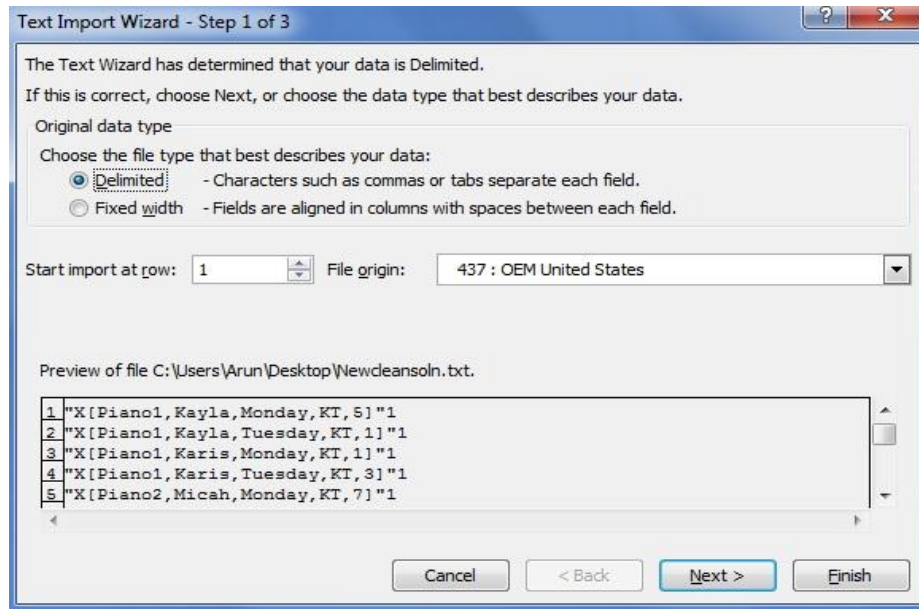 Text Import Wizard - Step 1 of 3
The Text Wizard has determined that your data is Delimited.
If this is correct, choose Next, or choose the data type that best describes your data.
Original data type
Choose the file type that best describes your data:
Delimited - Characters such as commas or tabs separate each field.
Fixed width - Fields are aligned in columns with spaces between each field.
Start import at row: 1 File origin: 437 : OEM United States
Preview of file C:\Users\Arun\Desktop\Newcleansoln.txt.
1 "X[Piano1,Kayla,Monday,KT,5]"1
2 "X[Piano1,Kayla,Tuesday,KT,1]"1
3 "X[Piano1,Karis,Monday,KT,1]"1
4 "X[Piano1,Karis,Tuesday,KT,3]"1
5 "X[Piano2,Micah,Monday,KT,7]"1
Cancel < Back Next > Finish